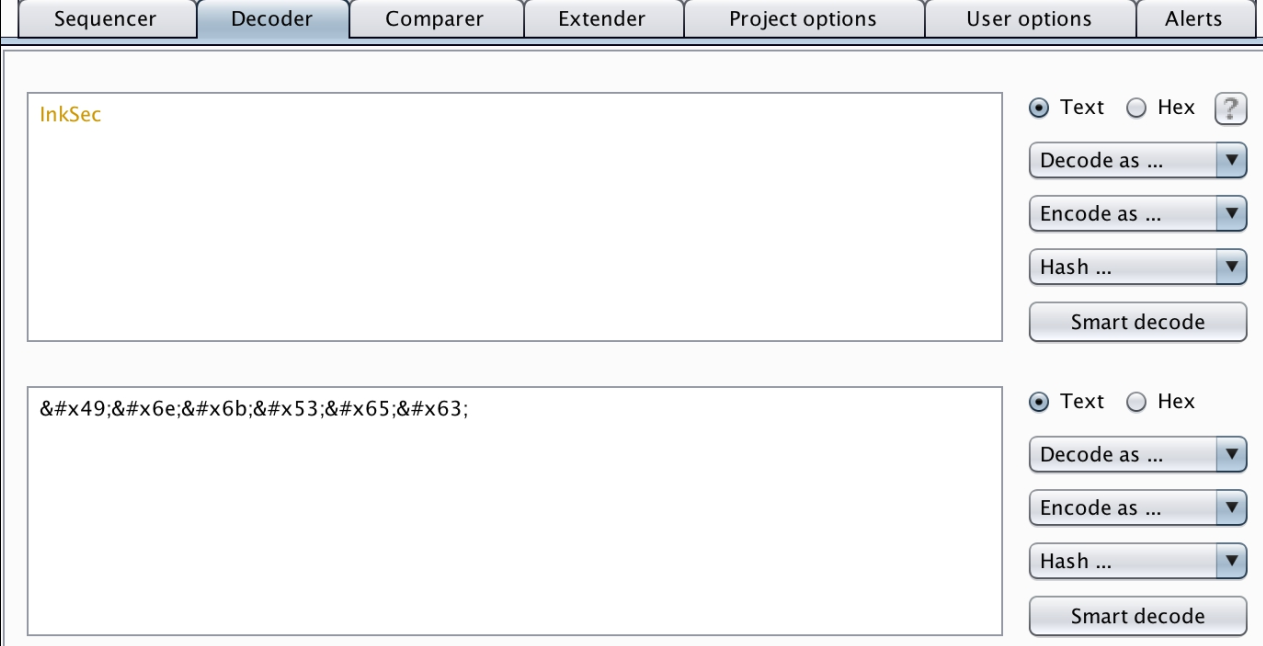 Sequencer Decoder Comparer Extender Project options User options Alerts
InkSec
Text Hex ?
Decode as ...
Encode as ...
Hash ...
Smart decode
&#x49;&#x6e;&#x6b;&#x53;&#x65;&#x63;
Text Hex
Decode as ...
Encode as ...
Hash ...
Smart decode